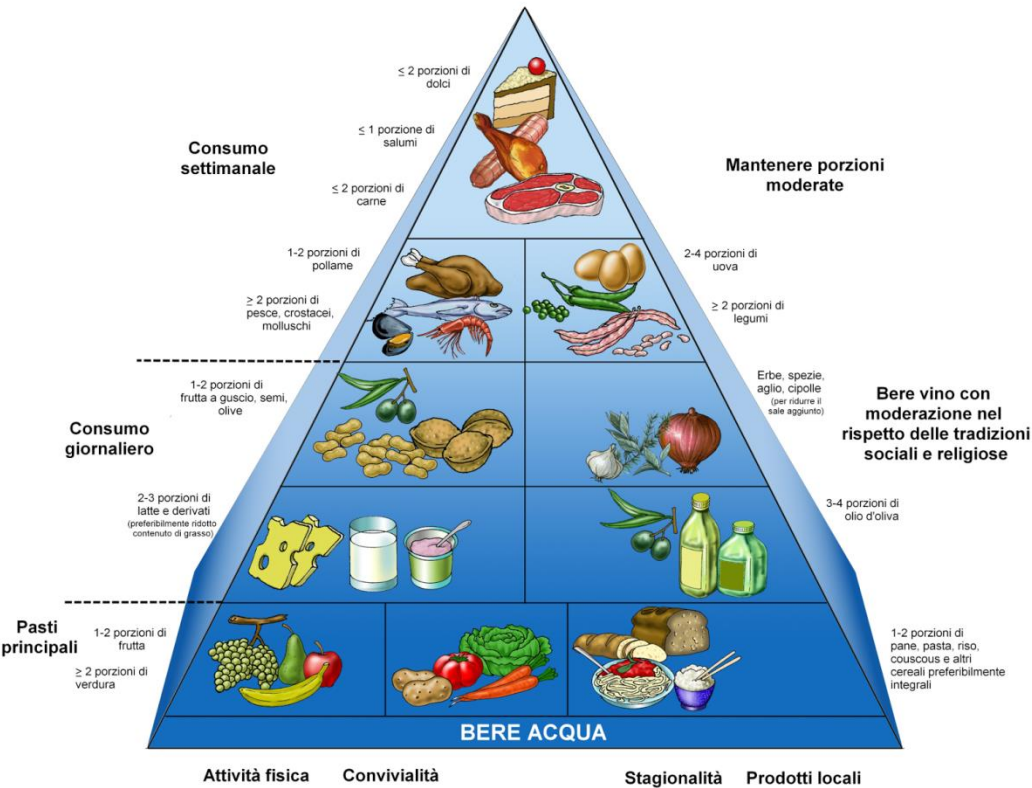 ≤ 2 porzioni di
dolci
≤ 1 porzione di
salumi
Consumo
settimanale
≤ 2 porzioni di
carne
Mantenere porzioni
moderate
1-2 porzioni di
pollame
2-4 porzioni di
uova
≥ 2 porzioni di
pesce, crostacei,
molluschi
≥ 2 porzioni di
legumi
1-2 porzioni di
frutta a guscio, semi,
olive
Erbe, spezie,
aglio, cipolle
(per ridurre il
sale aggiunto)
Consumo
giornaliero
Bere vino con
moderazione nel
rispetto delle tradizioni
sociali e religiose
2-3 porzioni di
latte e derivati
(preferibilmente ridotto
contenuto di grasso)
3-4 porzioni di
olio d'oliva
Pasti
principali
1-2 porzioni di
frutta
≥ 2 porzioni di
verdura
1-2 porzioni di
pane, pasta, riso,
couscous e altri
cereali preferibilmente
integrali
BERE ACQUA
Attività fisica Convivialità Stagionalità Prodotti locali